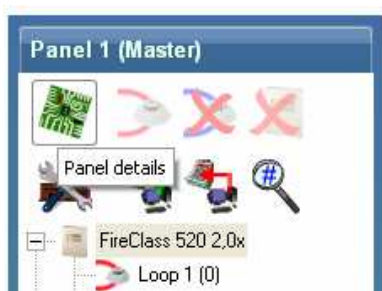 Panel 1 (Master)
Panel details
#
FireClass 520 2,0x
Loop 1 (0)